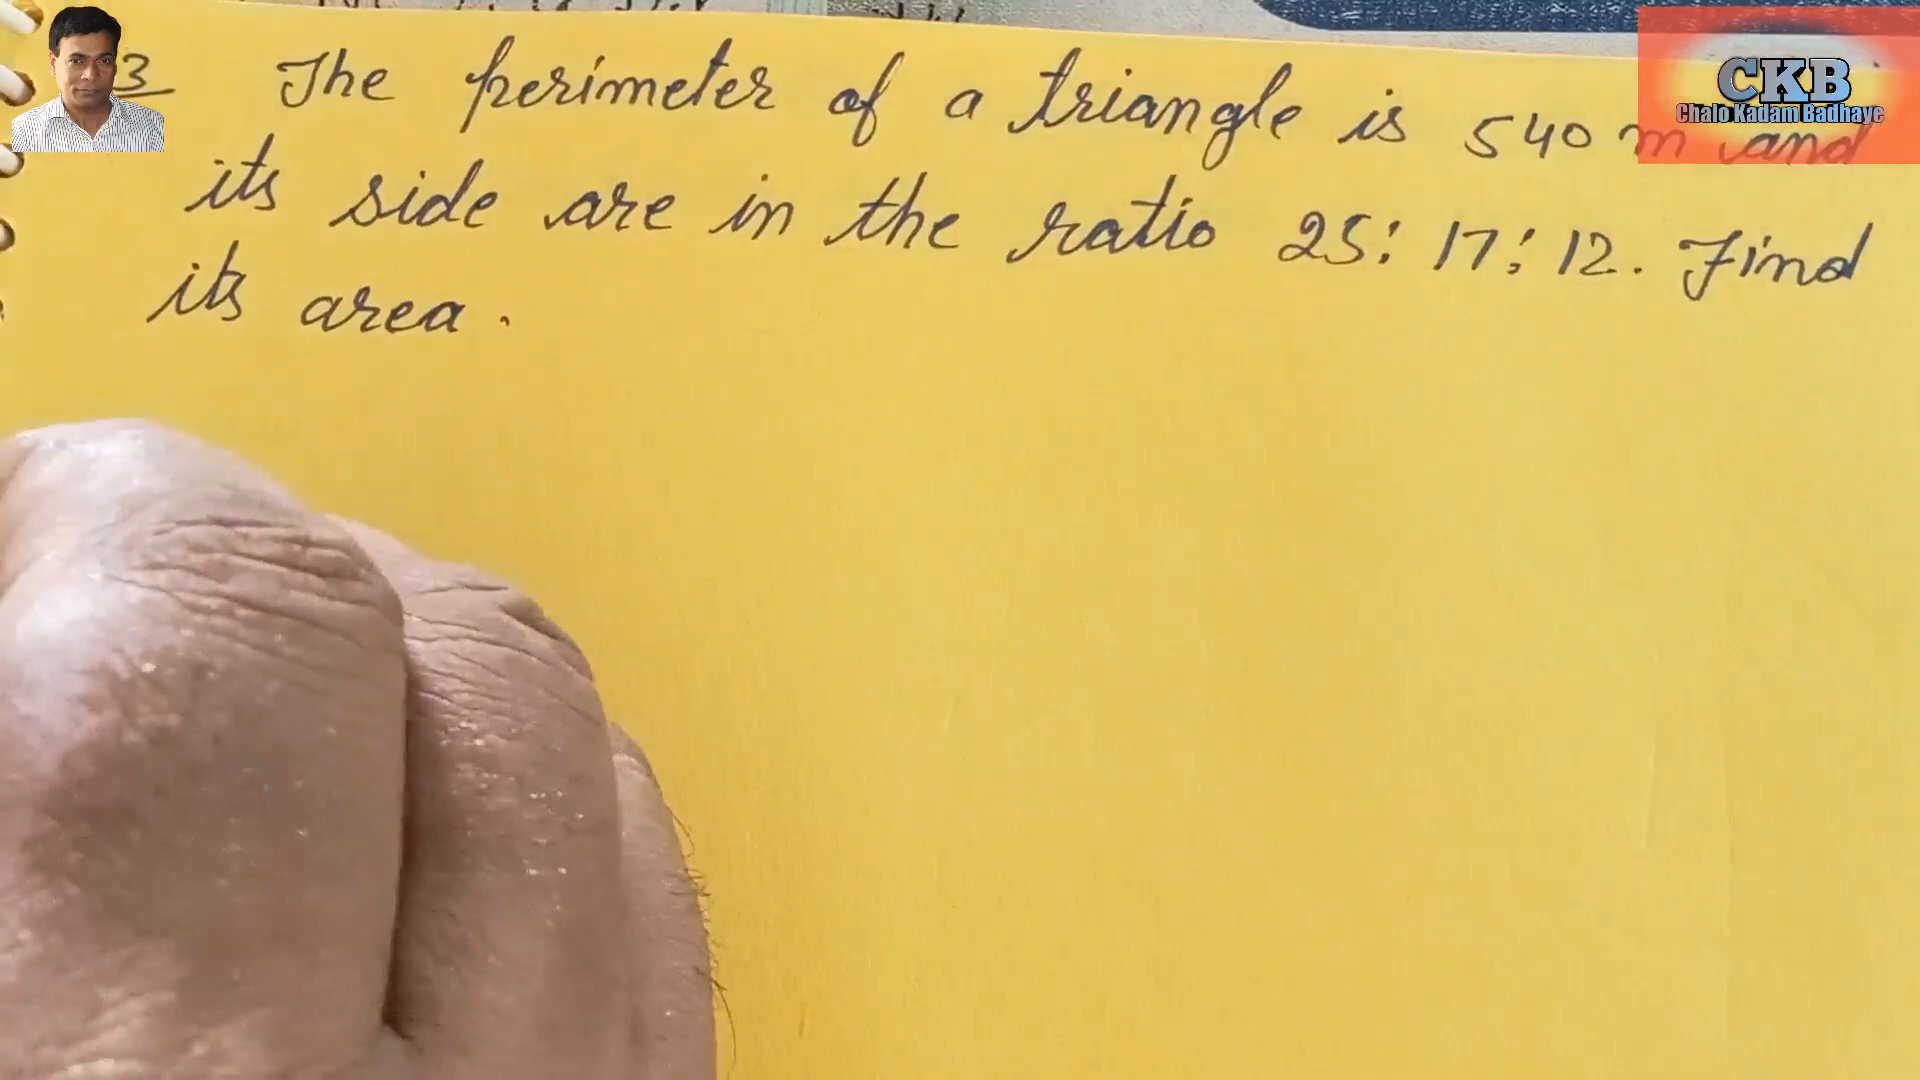 3 The perimeter of a triangle is 540 m and
its side are in the ratio 25: 17: 12. Find
its area.
CKB
Chalo Kadam Badhaye